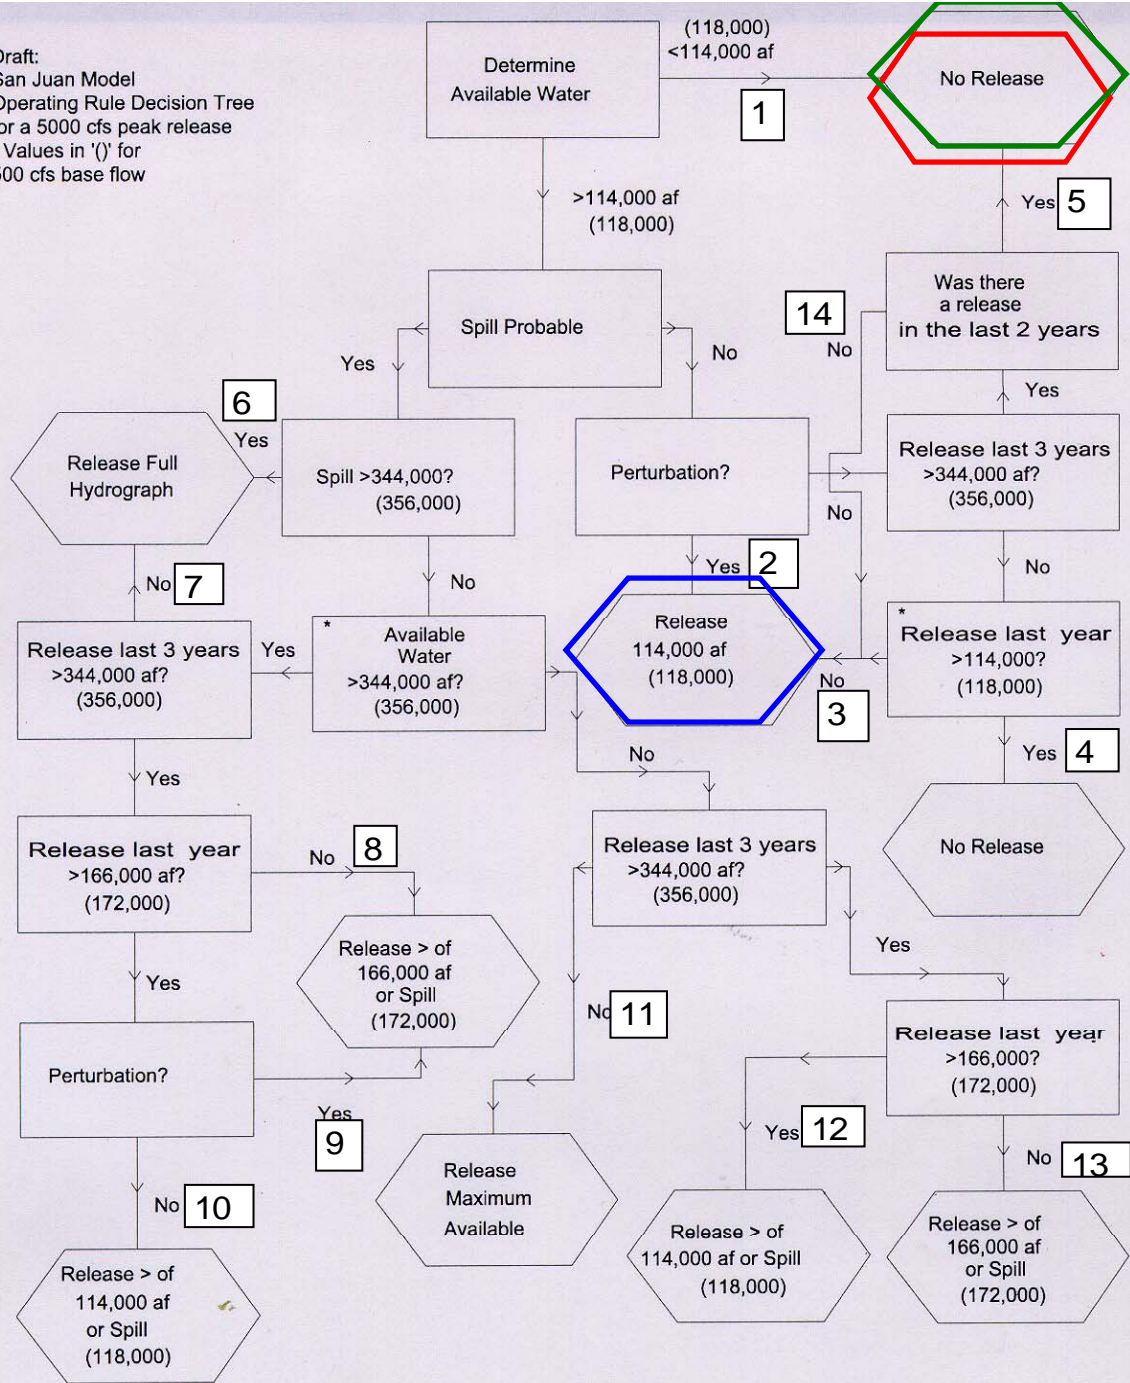 Draft:
San Juan Model
Operating Rule Decision Tree
or a 5000 cfs peak release
Values in '()' for
500 cfs base flow
Determine
Available Water
(118,000)
<114,000 af
1
No Release
>114,000 af
(118,000)
Yes
5
Was there
a release
in the last 2 years
14
No
Spill Probable
Yes
No
Yes
6
Yes
Release Full
Hydrograph
Spill >344,000?
(356,000)
Perturbation?
Release last 3 years
>344,000 af?
(356,000)
No
No
7
No
Yes
2
No
Release last 3 years
>344,000 af?
(356,000)
Yes
*
Available
Water
>344,000 af?
(356,000)
Release
114,000 af
(118,000)
No
3
*
Release last year
>114,000?
(118,000)
Yes
4
No
Yes
Release last year
>166,000 af?
(172,000)
No
8
Release last 3 years
>344,000 af?
(356,000)
No Release
Release > of
166,000 af
or Spill
(172,000)
Yes
Yes
No
11
Release last year
>166,000?
(172,000)
Perturbation?
Yes
9
Yes
12
No
13
No
10
Release
Maximum
Available
Release > of
114,000 af or Spill
(118,000)
Release > of
166,000 af
or Spill
(172,000)
Release > of
114,000 af
or Spill
(118,000)